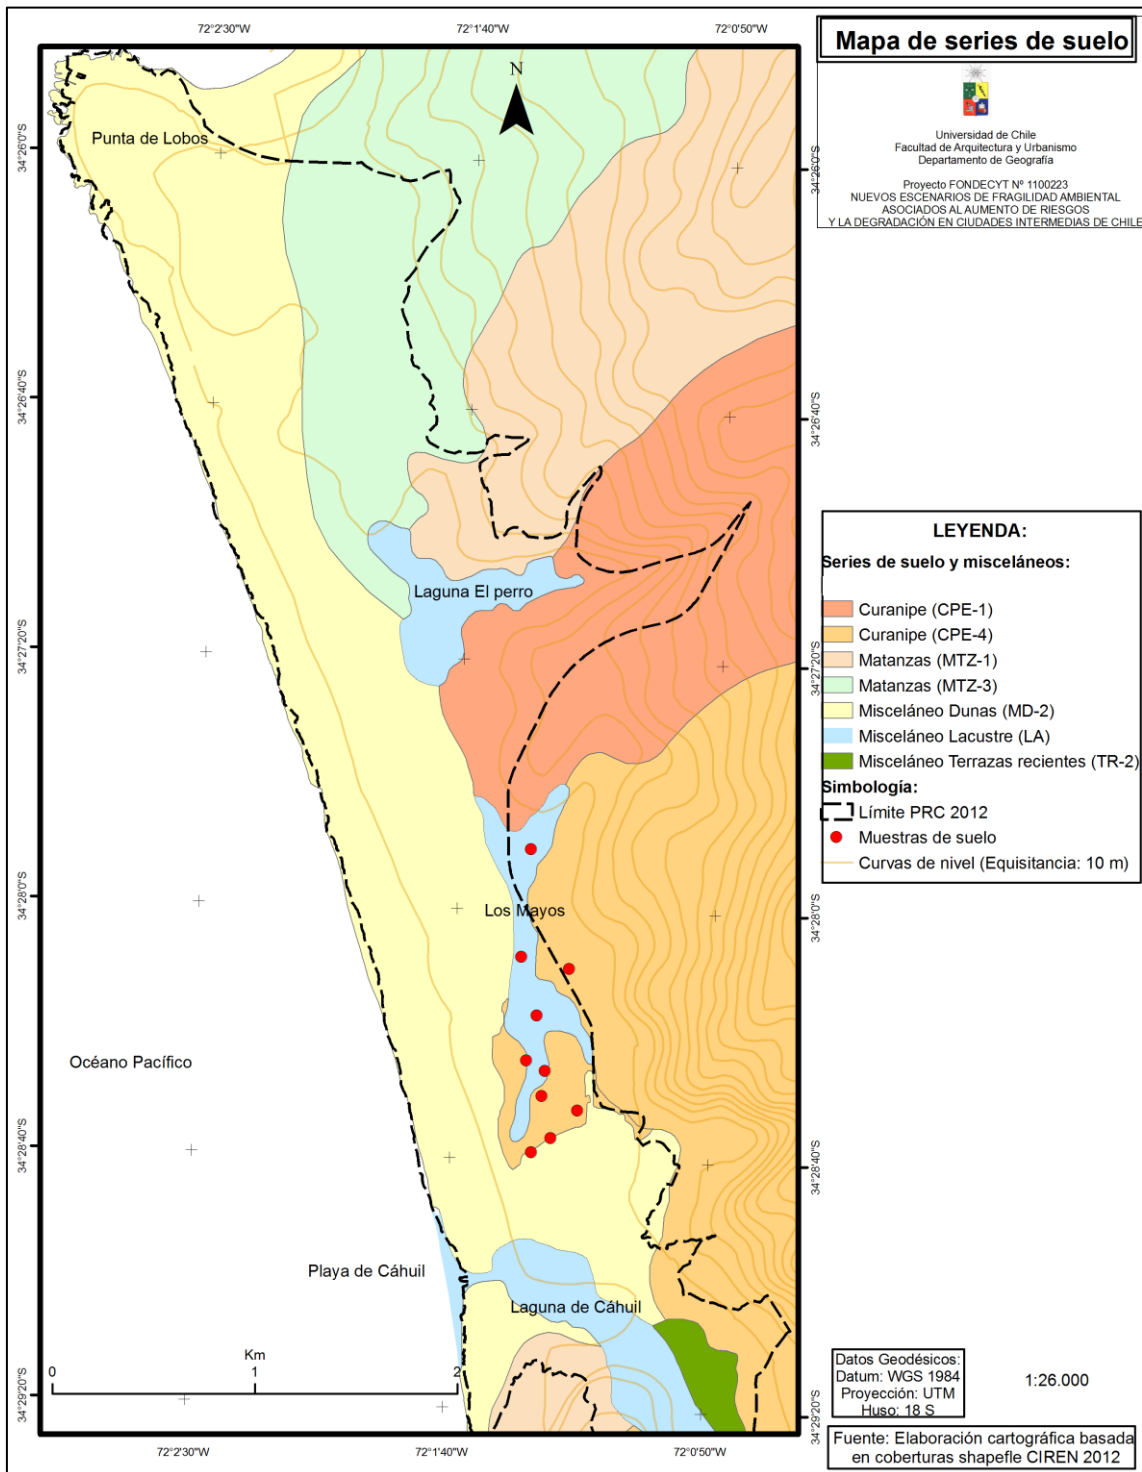 72°2'30"W
72°1'40"W
72°0'50"W
Mapa de series de suelo
Universidad de Chile
Facultad de Arquitectura y Urbanismo
Departamento de Geografía
Proyecto FONDECYT Nº 1100223
NUEVOS ESCENARIOS DE FRAGILIDAD AMBIENTAL
ASOCIADOS AL AUMENTO DE RIESGOS
Y LA DEGRADACIÓN EN CIUDADES INTERMEDIAS DE CHILE
N
Punta de Lobos
34°26'0"S
34°26'0"S
34°26'40"S
34°26'40"S
Laguna El perro
34°27'20"S
34°27'20"S
LEYENDA:
Series de suelo y misceláneos:
Curanipe (CPE-1)
Curanipe (CPE-4)
Matanzas (MTZ-1)
Matanzas (MTZ-3)
Misceláneo Dunas (MD-2)
Misceláneo Lacustre (LA)
Misceláneo Terrazas recientes (TR-2)
Simbología:
Límite PRC 2012
Muestras de suelo
Curvas de nivel (Equisitancia: 10 m)
34°28'0"S
Los Mayos
34°28'0"S
Océano Pacífico
34°28'40"S
34°28'40"S
Playa de Cáhuil
Laguna de Cáhuil
Km
0 1 2
34°29'20"S
34°29'20"S
72°2'30"W
72°1'40"W
72°0'50"W
Datos Geodésicos:
Datum: WGS 1984
Proyección: UTM
Huso: 18 S
1:26.000
Fuente: Elaboración cartográfica basada
en coberturas shapefle CIREN 2012